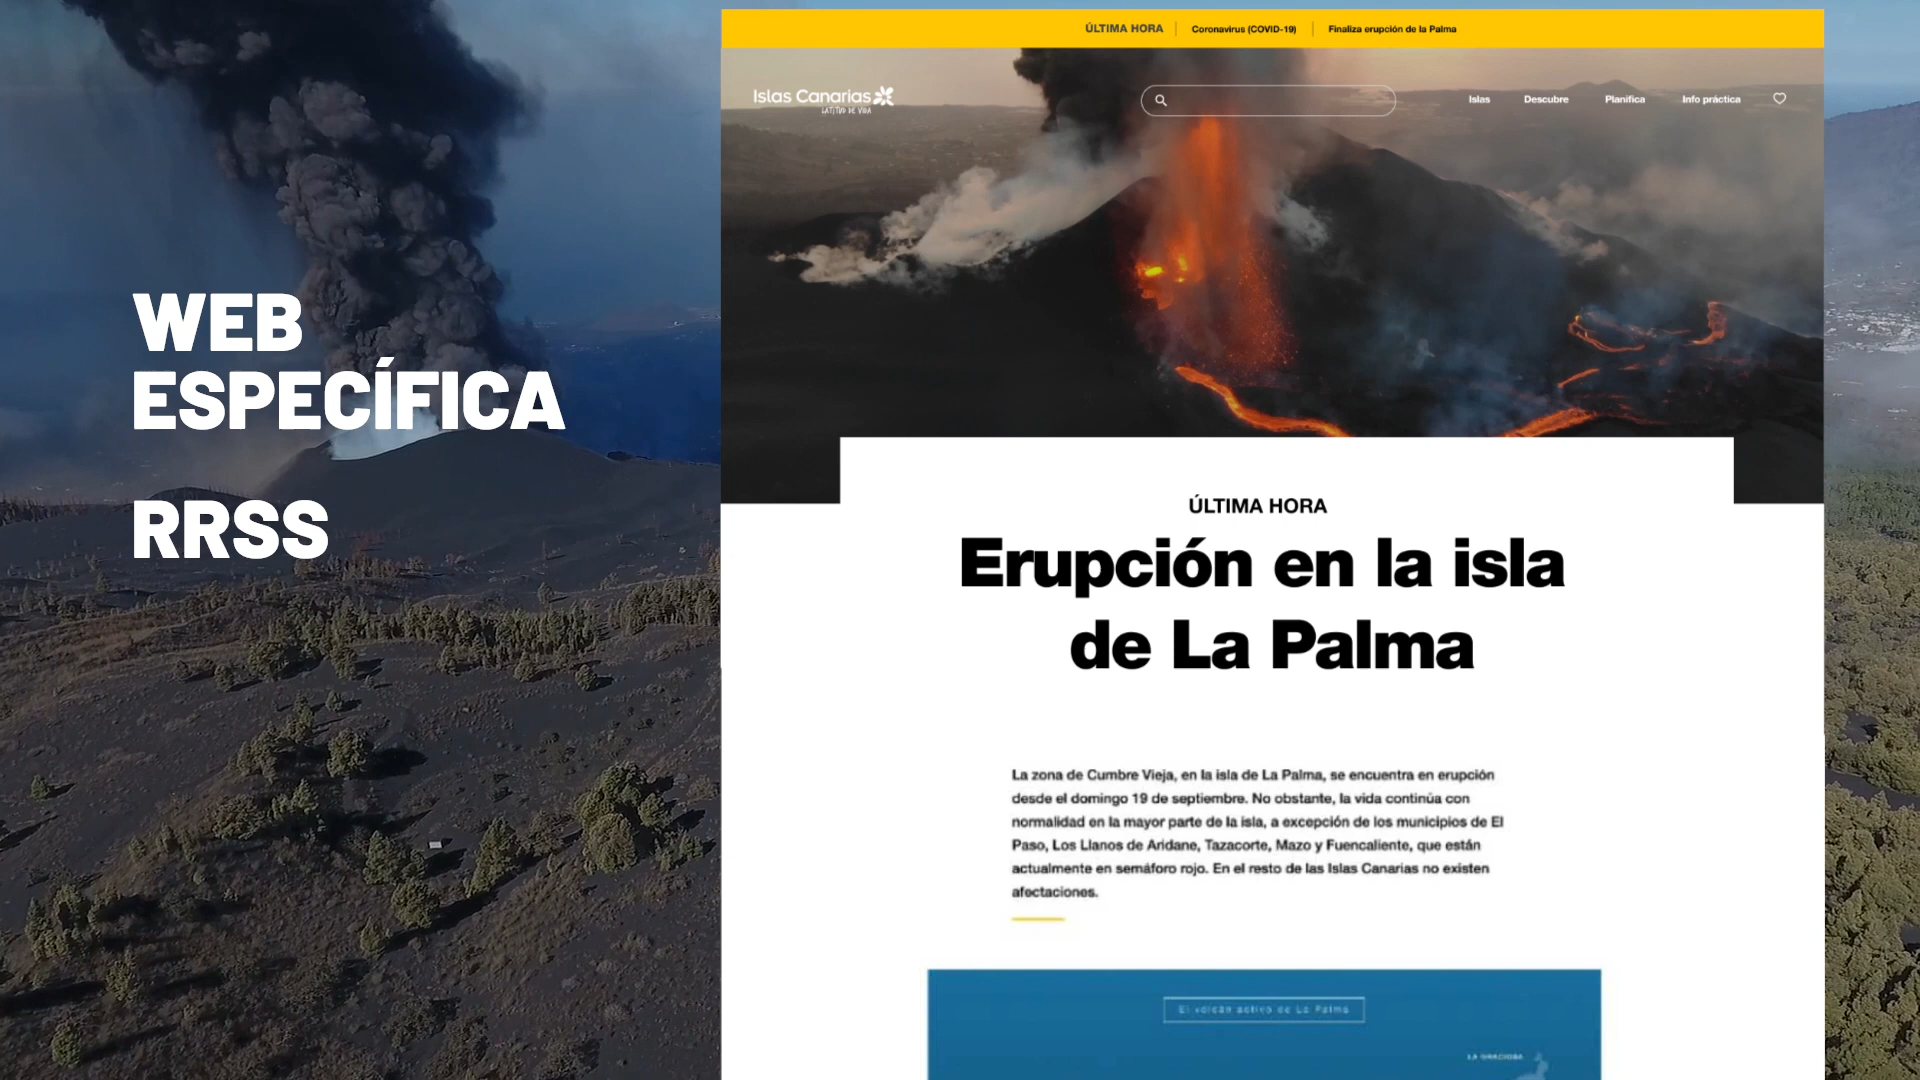 WEB
ESPECÍFICA
RRSS
ÚLTIMA HORA
Coronavirus (COVID-19)
Finaliza erupción de la Palma
Islas Canarias
LATITUD DE VIDA
Islas
Descubre
Planifica
Info práctica
ÚLTIMA HORA
Erupción en la isla
de La Palma
La zona de Cumbre Vieja, en la isla de La Palma, se encuentra en erupción
desde el domingo 19 de septiembre. No obstante, la vida continúa con
normalidad en la mayor parte de la isla, a excepción de los municipios de El
Paso, Los Llanos de Aridane, Tazacorte, Mazo y Fuencaliente, que están
actualmente en semáforo rojo. En el resto de las Islas Canarias no existen
afectaciones.
El volcán activo de La Palma
LA GRACIOSA